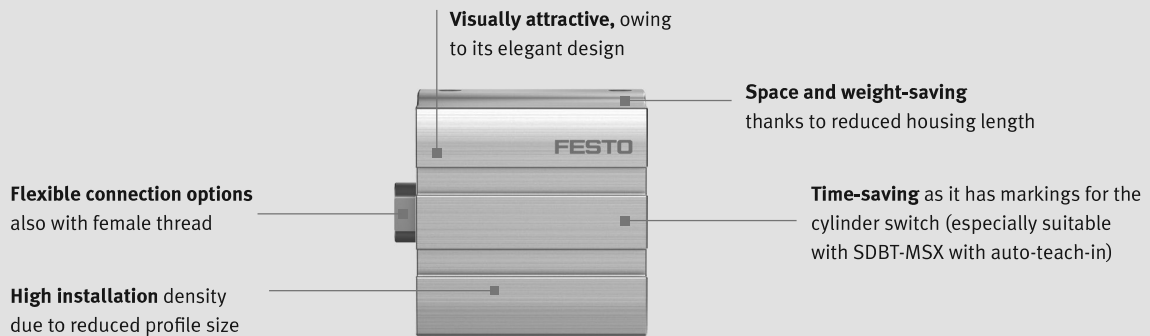 Visually attractive, owing
to its elegant design
Space and weight-saving
thanks to reduced housing length
FESTO
Flexible connection options
also with female thread
Time-saving as it has markings for the
cylinder switch (especially suitable
with SDBT-MSX with auto-teach-in)
High installation density
due to reduced profile size